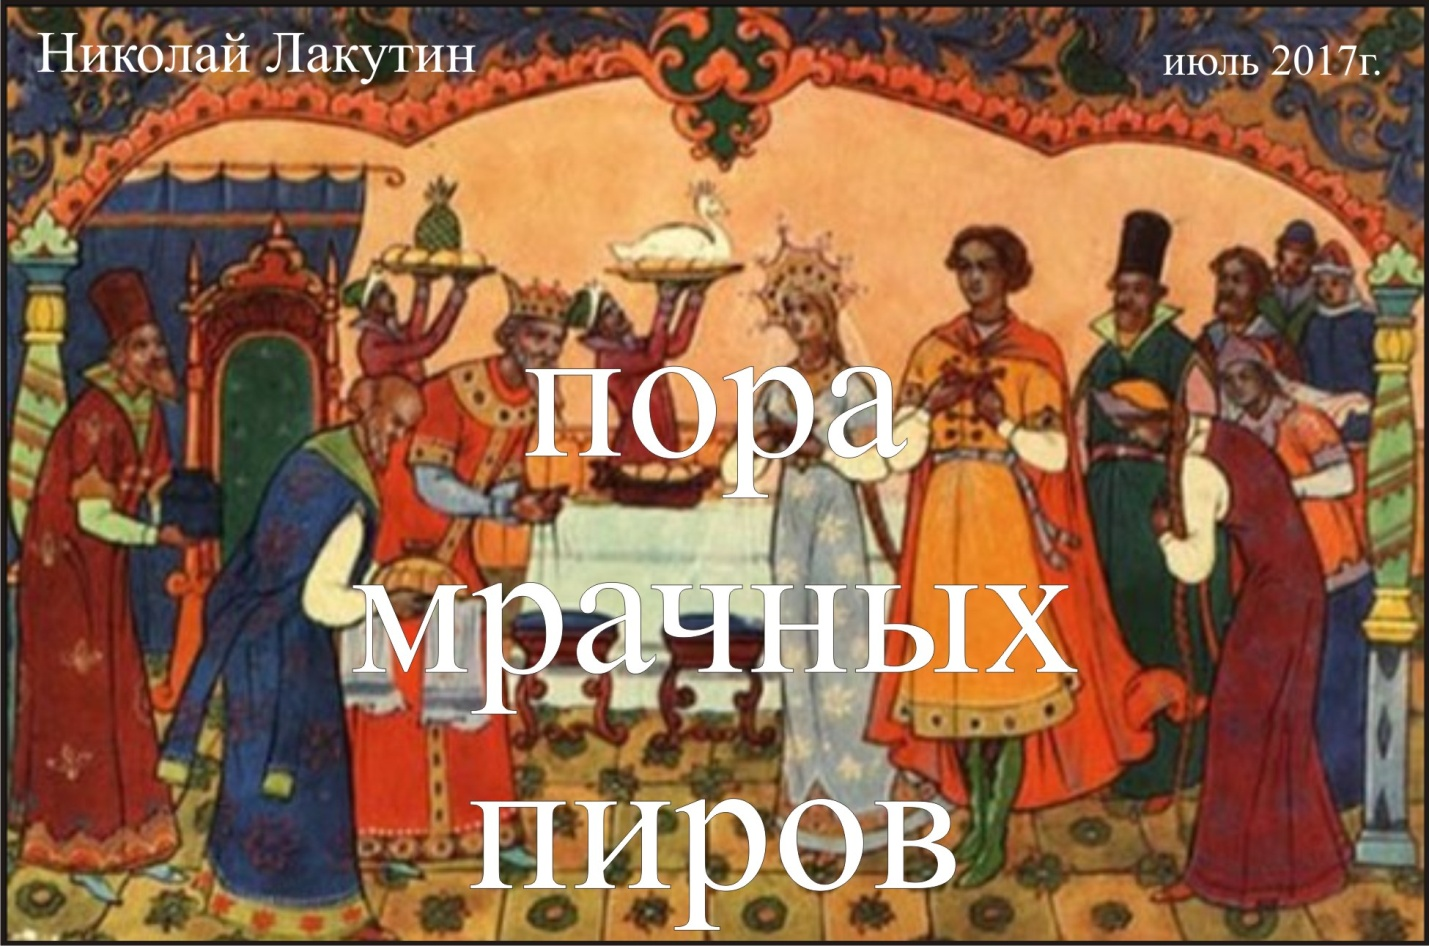 Николай Лакутин
июль 2017г.
пора
мрачных
пиров